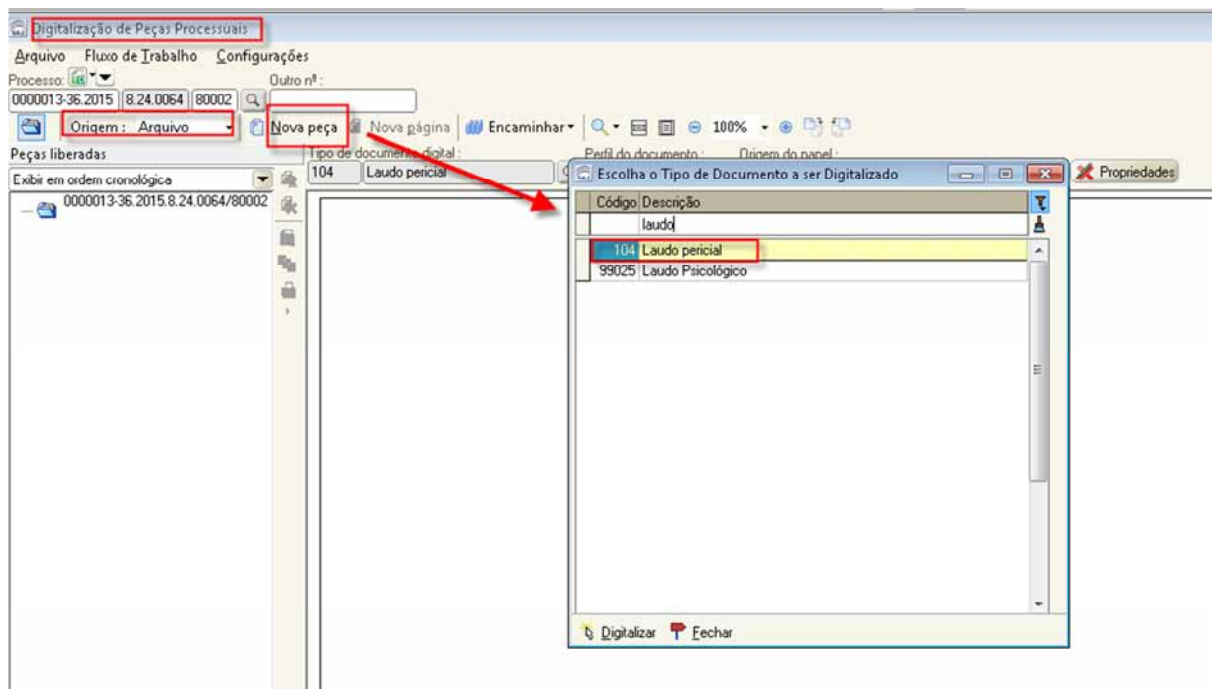 Digitalização de Peças Processuais
Arquivo Fluxo de Trabalho Configurações
Processo: Outro nº :
0000013-36.2015 8.24.0064 80002
Origem : Arquivo Nova peça Nova página Encaminhar 100%
Peças liberadas Tipo de documento digital : Perfil do documento : Origem do papel :
Exibir em ordem cronológica 104 Laudo pericial Propriedades
0000013-36.2015.8.24.0064/80002
Escolha o Tipo de Documento a ser Digitalizado
Código Descrição
laudo
104 Laudo pericial
99025 Laudo Psicológico
Digitalizar Fechar